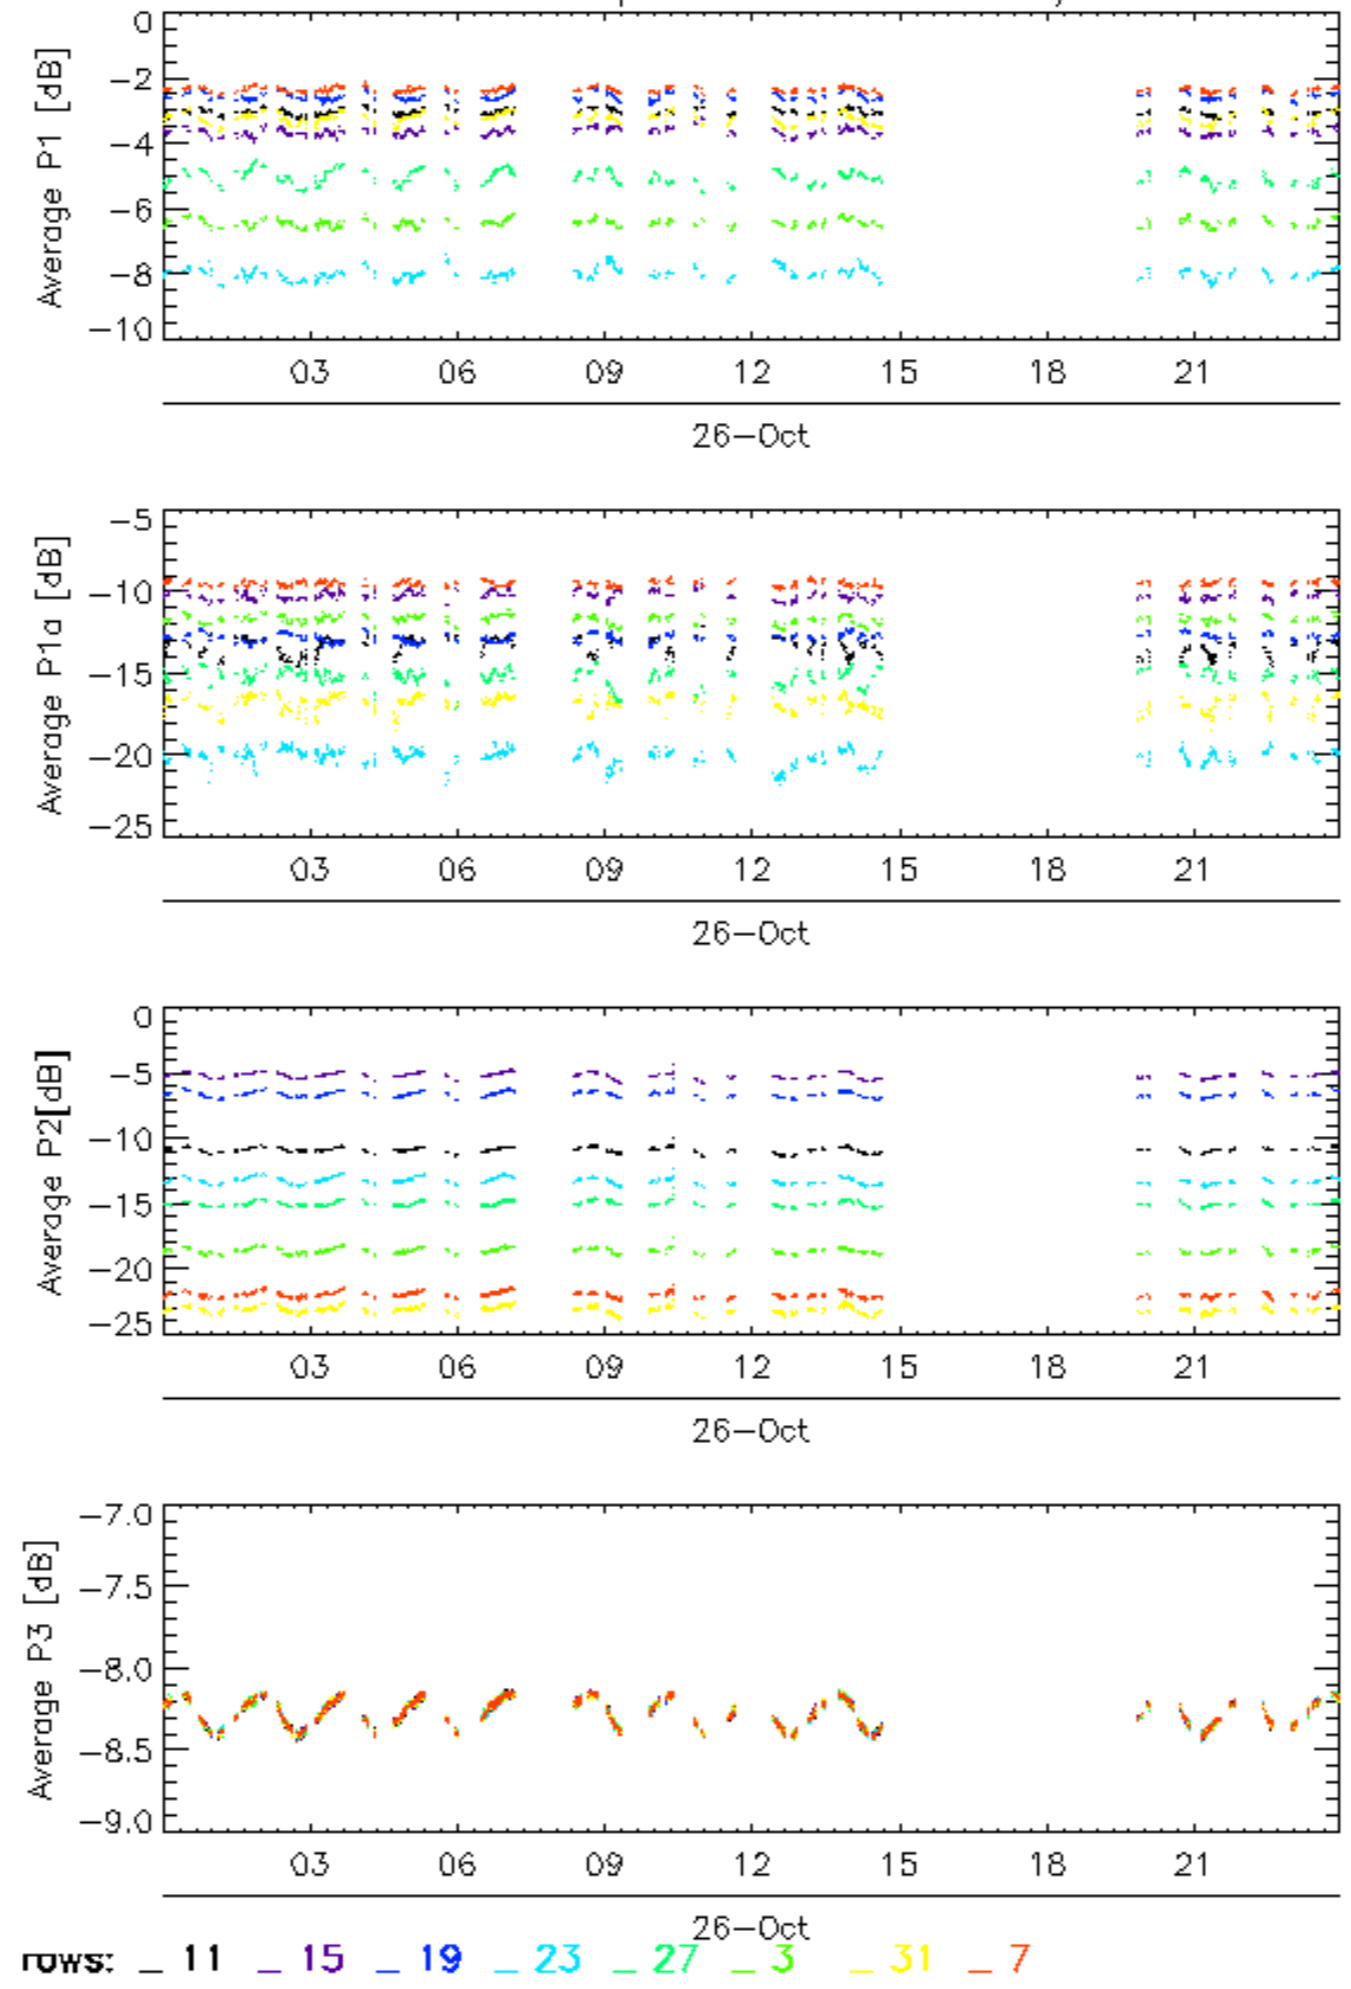 0
−2
−4
−6
−8
−10
Average P1 [dB]
03 06 09 12 15 18 21
26−Oct
−5
−10
−15
−20
−25
Average P1a [dB]
03 06 09 12 15 18 21
26−Oct
0
−5
−10
−15
−20
−25
Average P2[dB]
03 06 09 12 15 18 21
26−Oct
−7.0
−7.5
−8.0
−8.5
−9.0
Average P3 [dB]
03 06 09 12 15 18 21
26−Oct
rows: _ 11 _ 15 _ 19 _ 23 _ 27 _ 3 _ 31 _ 7